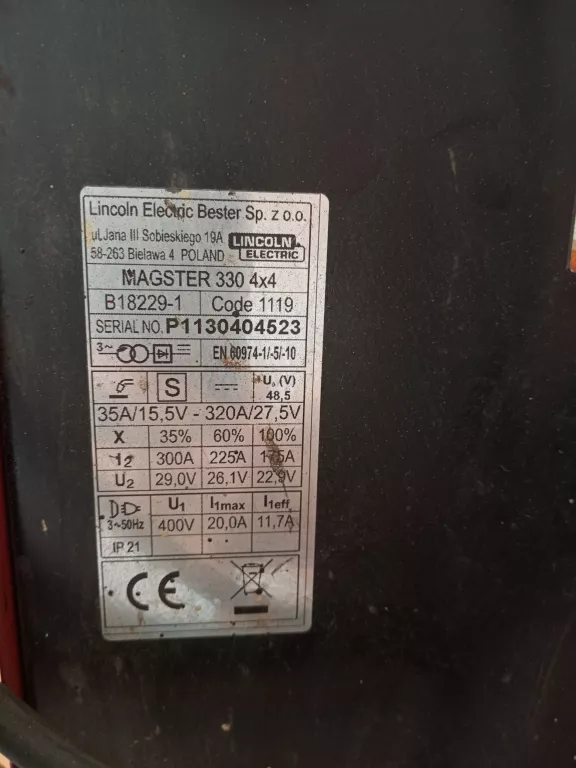 Lincoln Electric Bester Sp. z o.o.
ul.Jana III Sobieskiego 19A
58-263 Bielawa 4 POLAND
LINCOLN
ELECTRIC
MAGSTER 330 4x4
B18229-1 Code 1119
SERIAL NO. P1130404523
3~ EN 60974-1/-5/-10
S U₀ (V)
48,5
35A/15,5V - 320A/27,5V
X 35% 60% 100%
I2 300A 225A 175A
U2 29,0V 26,1V 22,9V
U1 I1max I1eff
3~50Hz 400V 20,0A 11,7A
IP 21
CE